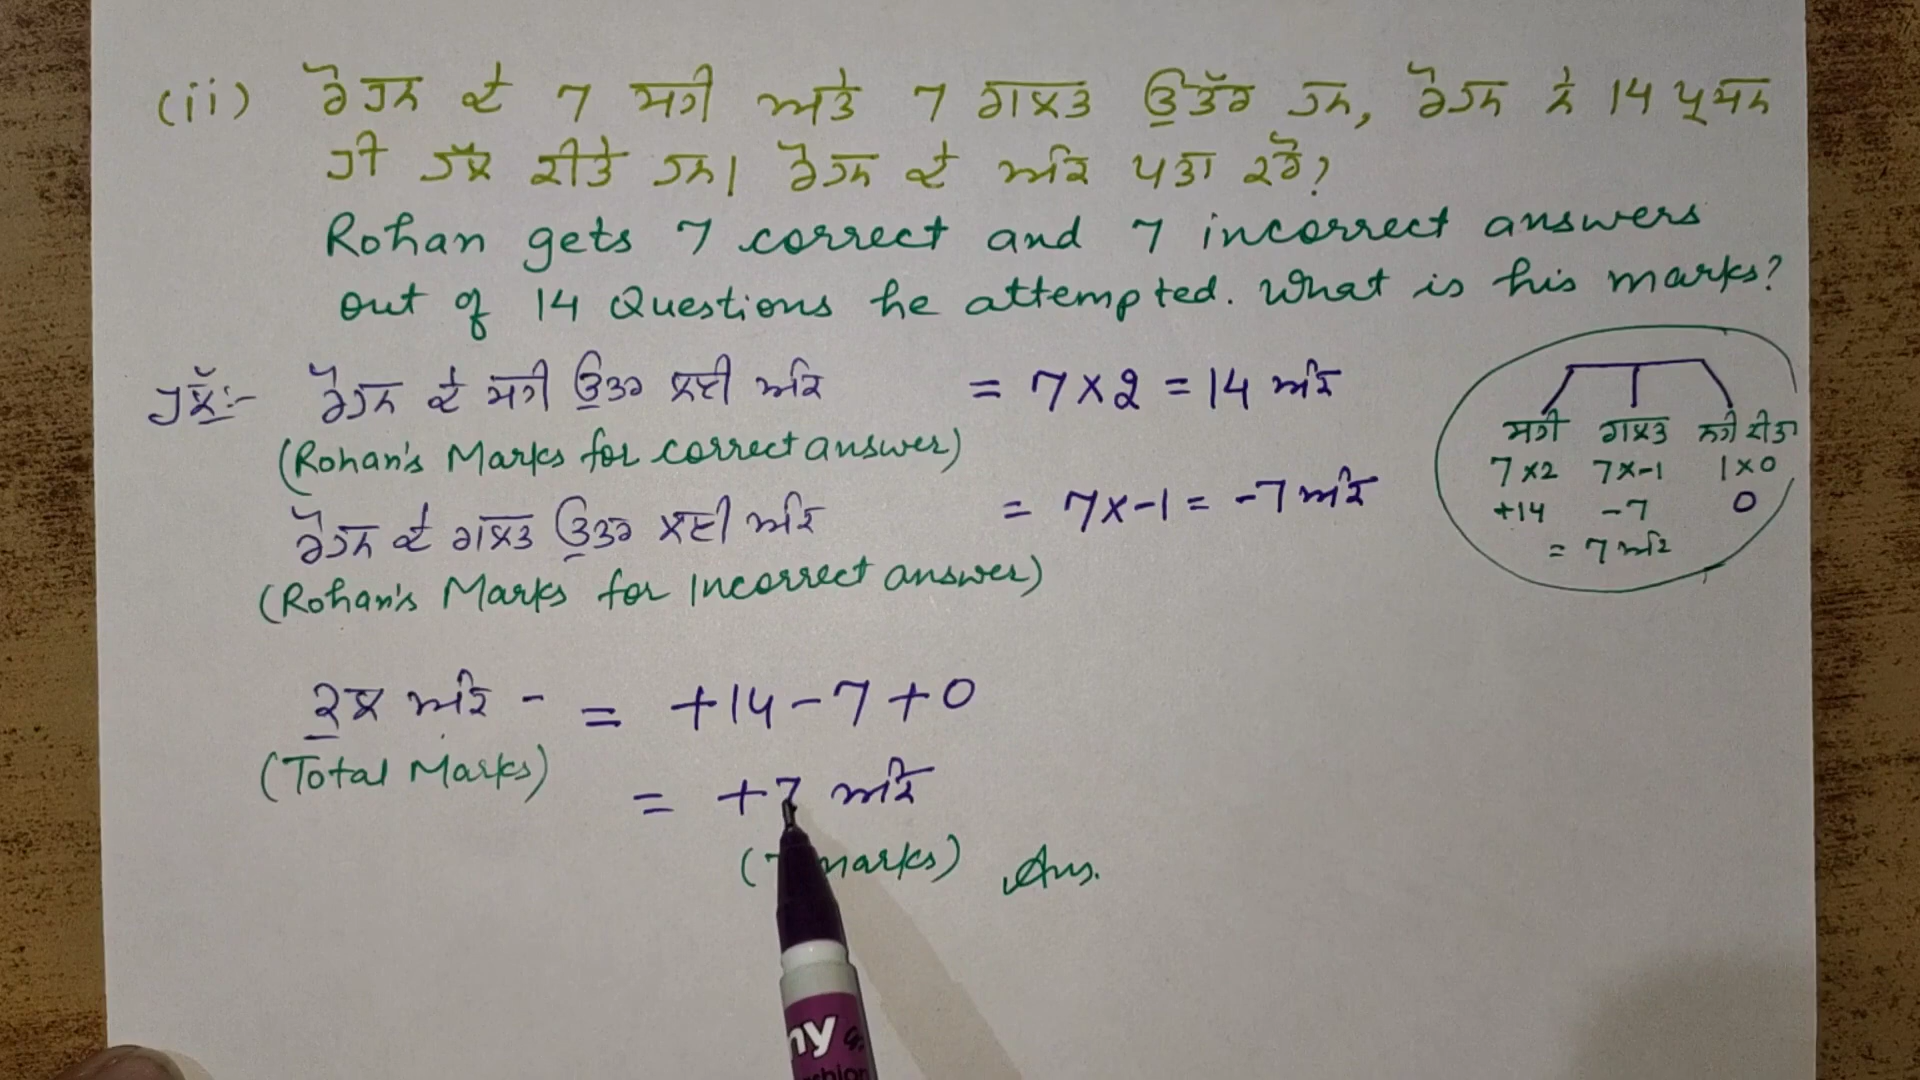 (ii) ਰੋਹਨ ਦੇ 7 ਸਹੀ ਅਤੇ 7 ਗਲਤ ਉੱਤਰ ਹਨ, ਰੋਹਨ ਨੇ 14 ਪ੍ਰਸ਼ਨ
ਹੀ ਹੱਲ ਕੀਤੇ ਹਨ। ਰੋਹਨ ਦੇ ਅੰਕ ਪਤਾ ਕਰੋ?
Rohan gets 7 correct and 7 incorrect answers
out of 14 Questions he attempted. What is his marks?
ਹੱਲ:- ਰੋਹਨ ਦੇ ਸਹੀ ਉਤਰ ਲਈ ਅੰਕ = 7 x 2 = 14 ਅੰਕ
(Rohan's Marks for correct answer)
ਰੋਹਨ ਦੇ ਗਲਤ ਉਤਰ ਲਈ ਅੰਕ = 7 x -1 = -7 ਅੰਕ
(Rohan's Marks for Incorrect answer)
ਸਹੀ ਗਲਤ ਨਹੀ ਕੀਤਾ
7 x 2 7 x -1 1 x 0
+14 -7 0
= 7 ਅੰਕ
ਕੁਲ ਅੰਕ - = +14 - 7 + 0
(Total Marks)
= +7 ਅੰਕ
marks) Ans.
ny